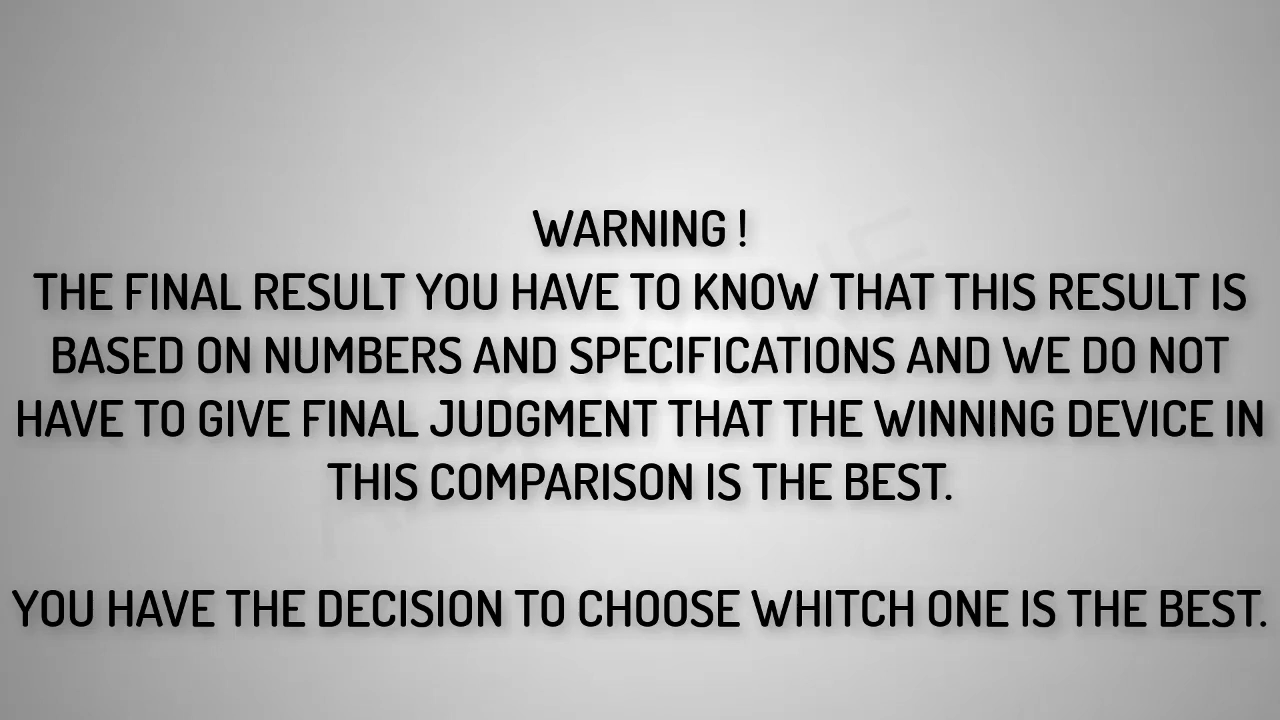 WARNING !
THE FINAL RESULT YOU HAVE TO KNOW THAT THIS RESULT IS
BASED ON NUMBERS AND SPECIFICATIONS AND WE DO NOT
HAVE TO GIVE FINAL JUDGMENT THAT THE WINNING DEVICE IN
THIS COMPARISON IS THE BEST.
YOU HAVE THE DECISION TO CHOOSE WHITCH ONE IS THE BEST.